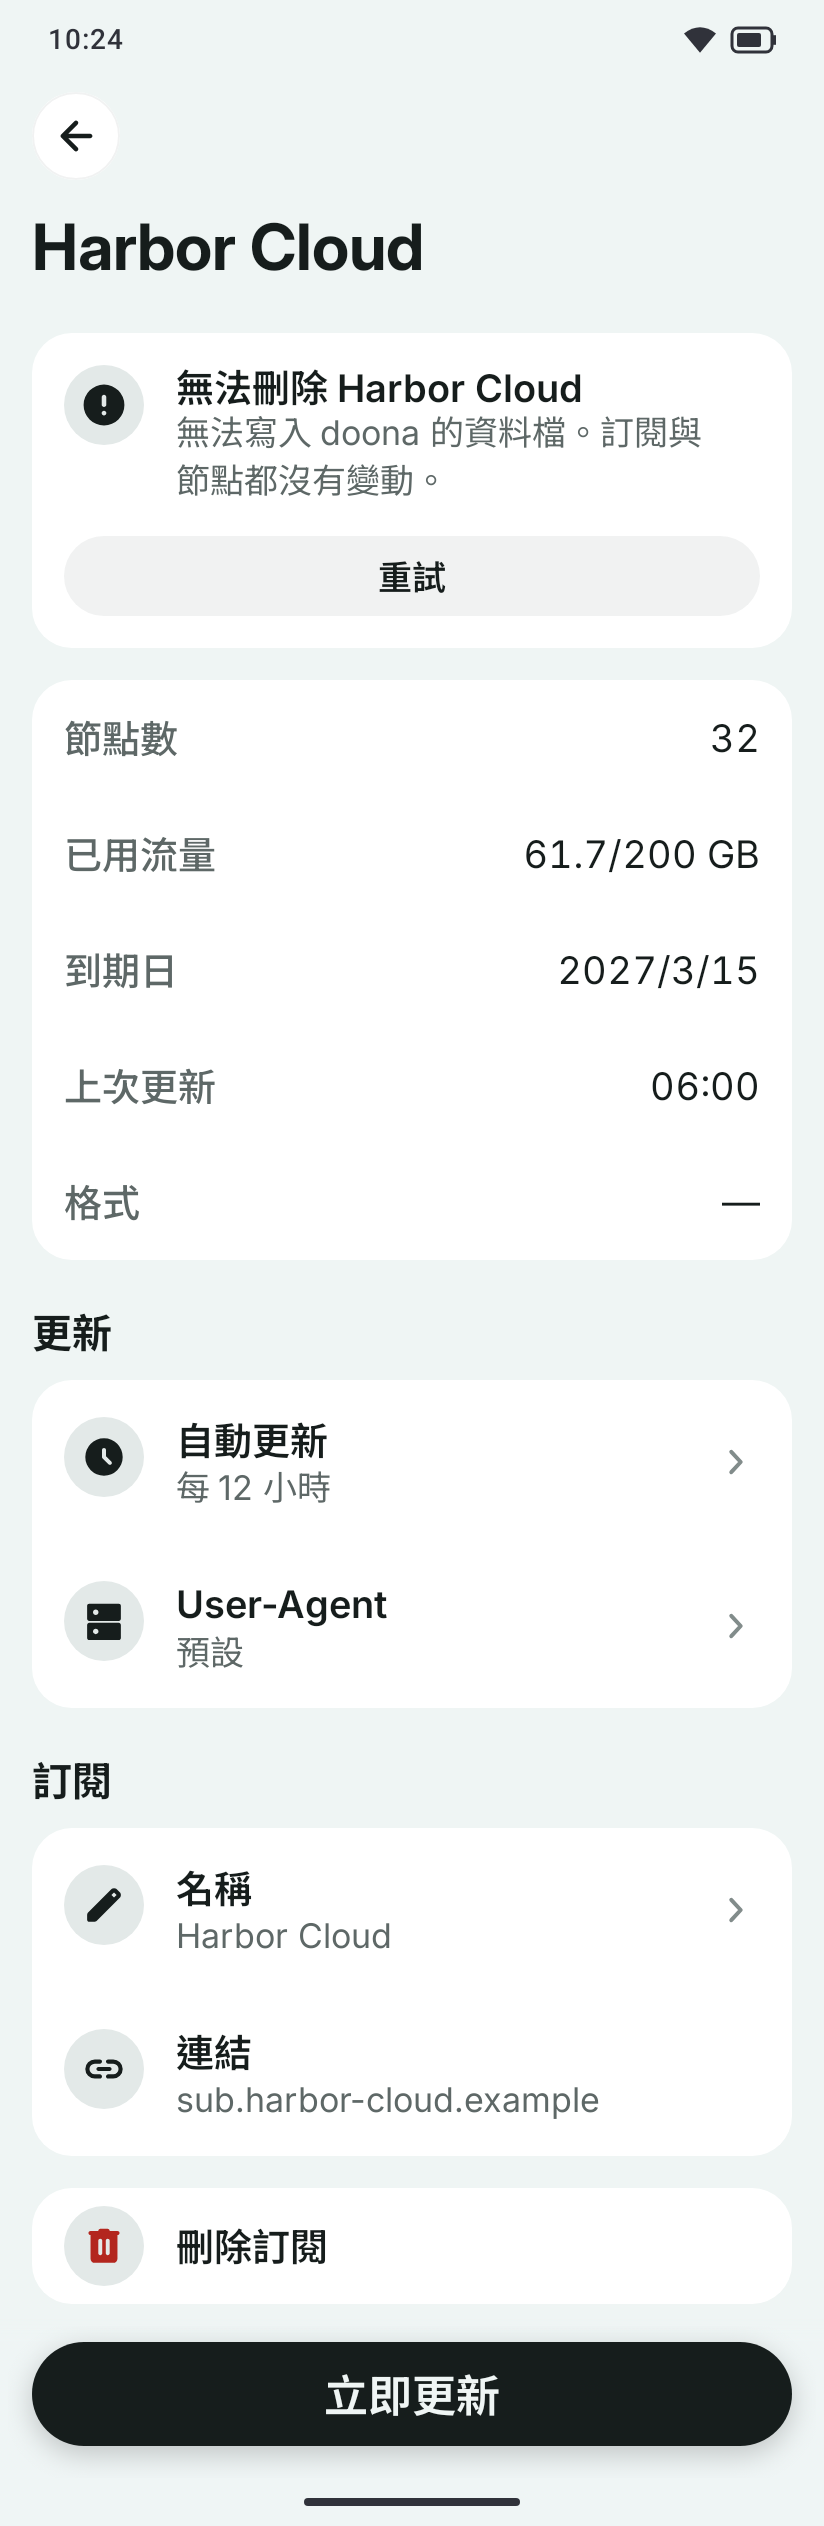 10:24
Harbor Cloud
無法刪除 Harbor Cloud
無法寫入 doona 的資料檔。訂閱與
節點都沒有變動。
重試
節點數 32
已用流量 61.7/200 GB
到期日 2027/3/15
上次更新 06:00
格式 —
更新
自動更新
每 12 小時
User-Agent
預設
訂閱
名稱
Harbor Cloud
連結
sub.harbor-cloud.example
刪除訂閱
立即更新